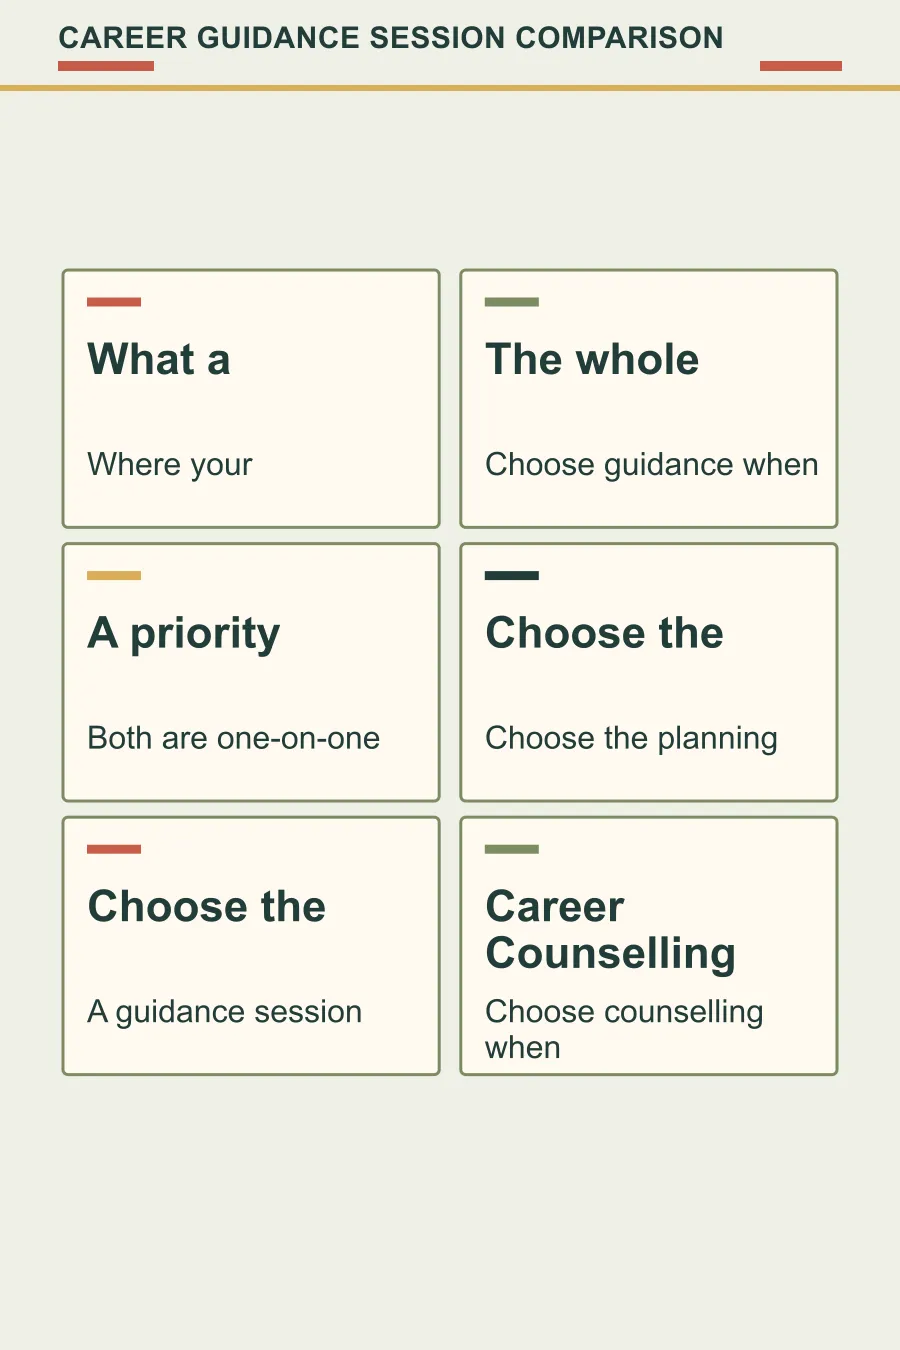 CAREER GUIDANCE SESSION COMPARISON
What a
Where your
The whole
Choose guidance when
A priority
Both are one-on-one
Choose the
Choose the planning
Choose the
A guidance session
Career
Counselling
Choose counselling
when